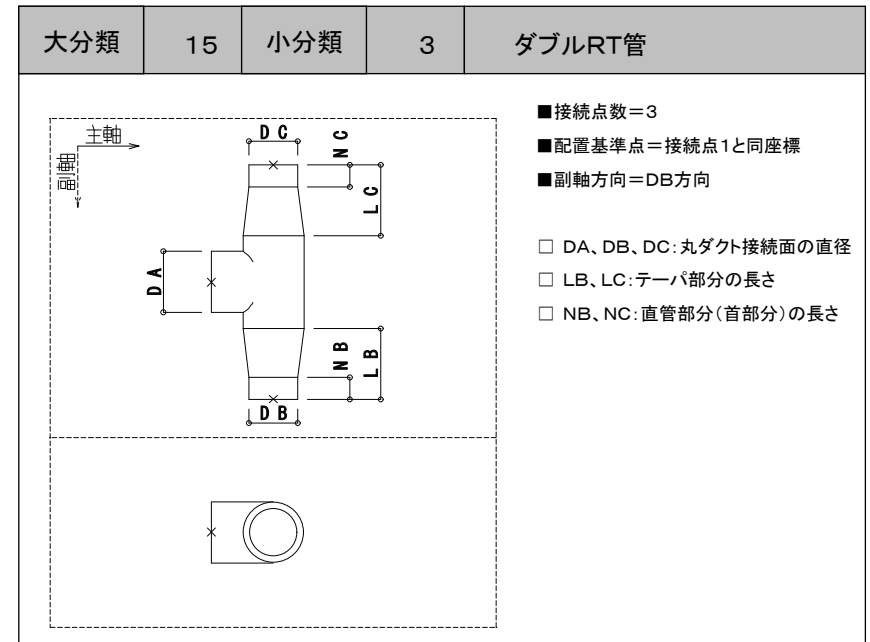 大分類 15 小分類 3 ダブルRT管
■接続点数=3
■配置基準点=接続点1と同座標
■副軸方向=DB方向
□ DA、DB、DC:丸ダクト接続面の直径
□ LB、LC:テーパ部分の長さ
□ NB、NC:直管部分(首部分)の長さ
主軸
副軸
DC
NC
LC
DA
NB
LB
DB